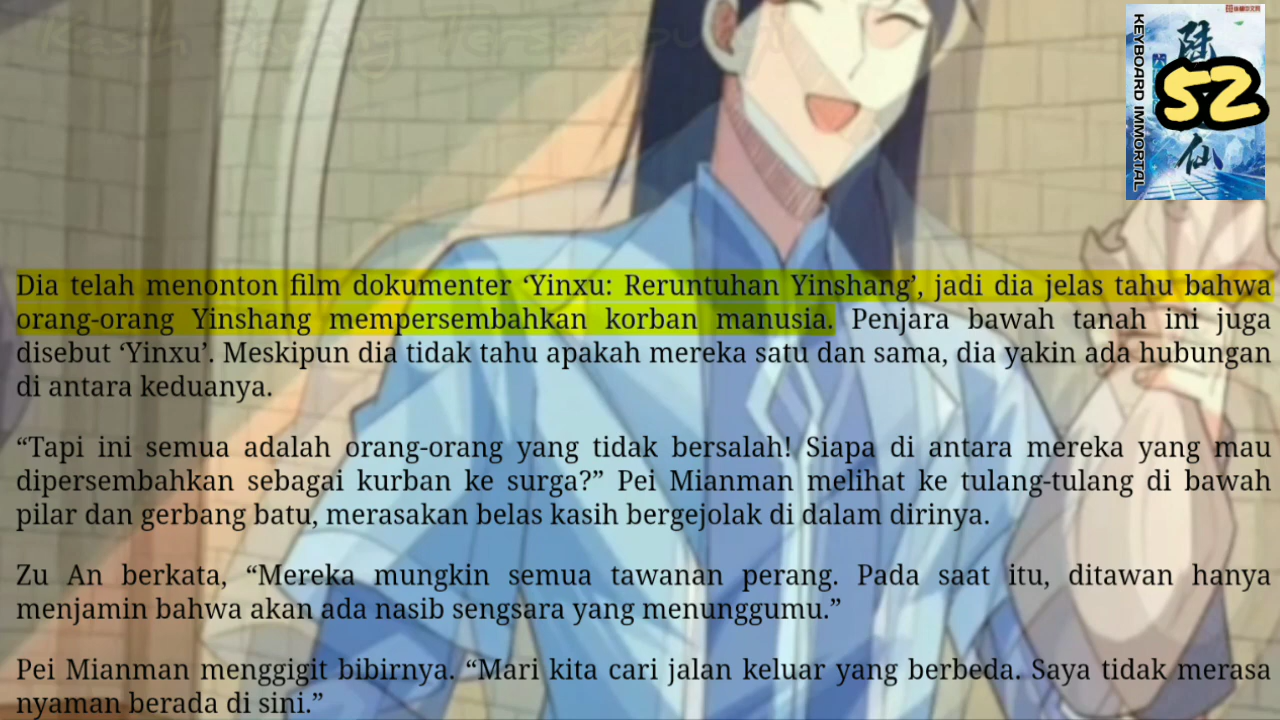 Kasih Sayang
KEYBOARD IMMORTAL
陆
仙
52
Dia telah menonton film dokumenter ‘Yinxu: Reruntuhan Yinshang’, jadi dia jelas tahu bahwa
orang-orang Yinshang mempersembahkan korban manusia. Penjara bawah tanah ini juga
disebut ‘Yinxu’. Meskipun dia tidak tahu apakah mereka satu dan sama, dia yakin ada hubungan
di antara keduanya.
“Tapi ini semua adalah orang-orang yang tidak bersalah! Siapa di antara mereka yang mau
dipersembahkan sebagai kurban ke surga?” Pei Mianman melihat ke tulang-tulang di bawah
pilar dan gerbang batu, merasakan belas kasih bergejolak di dalam dirinya.
Zu An berkata, “Mereka mungkin semua tawanan perang. Pada saat itu, ditawan hanya
menjamin bahwa akan ada nasib sengsara yang menunggumu.”
Pei Mianman menggigit bibirnya. “Mari kita cari jalan keluar yang berbeda. Saya tidak merasa
nyaman berada di sini.”